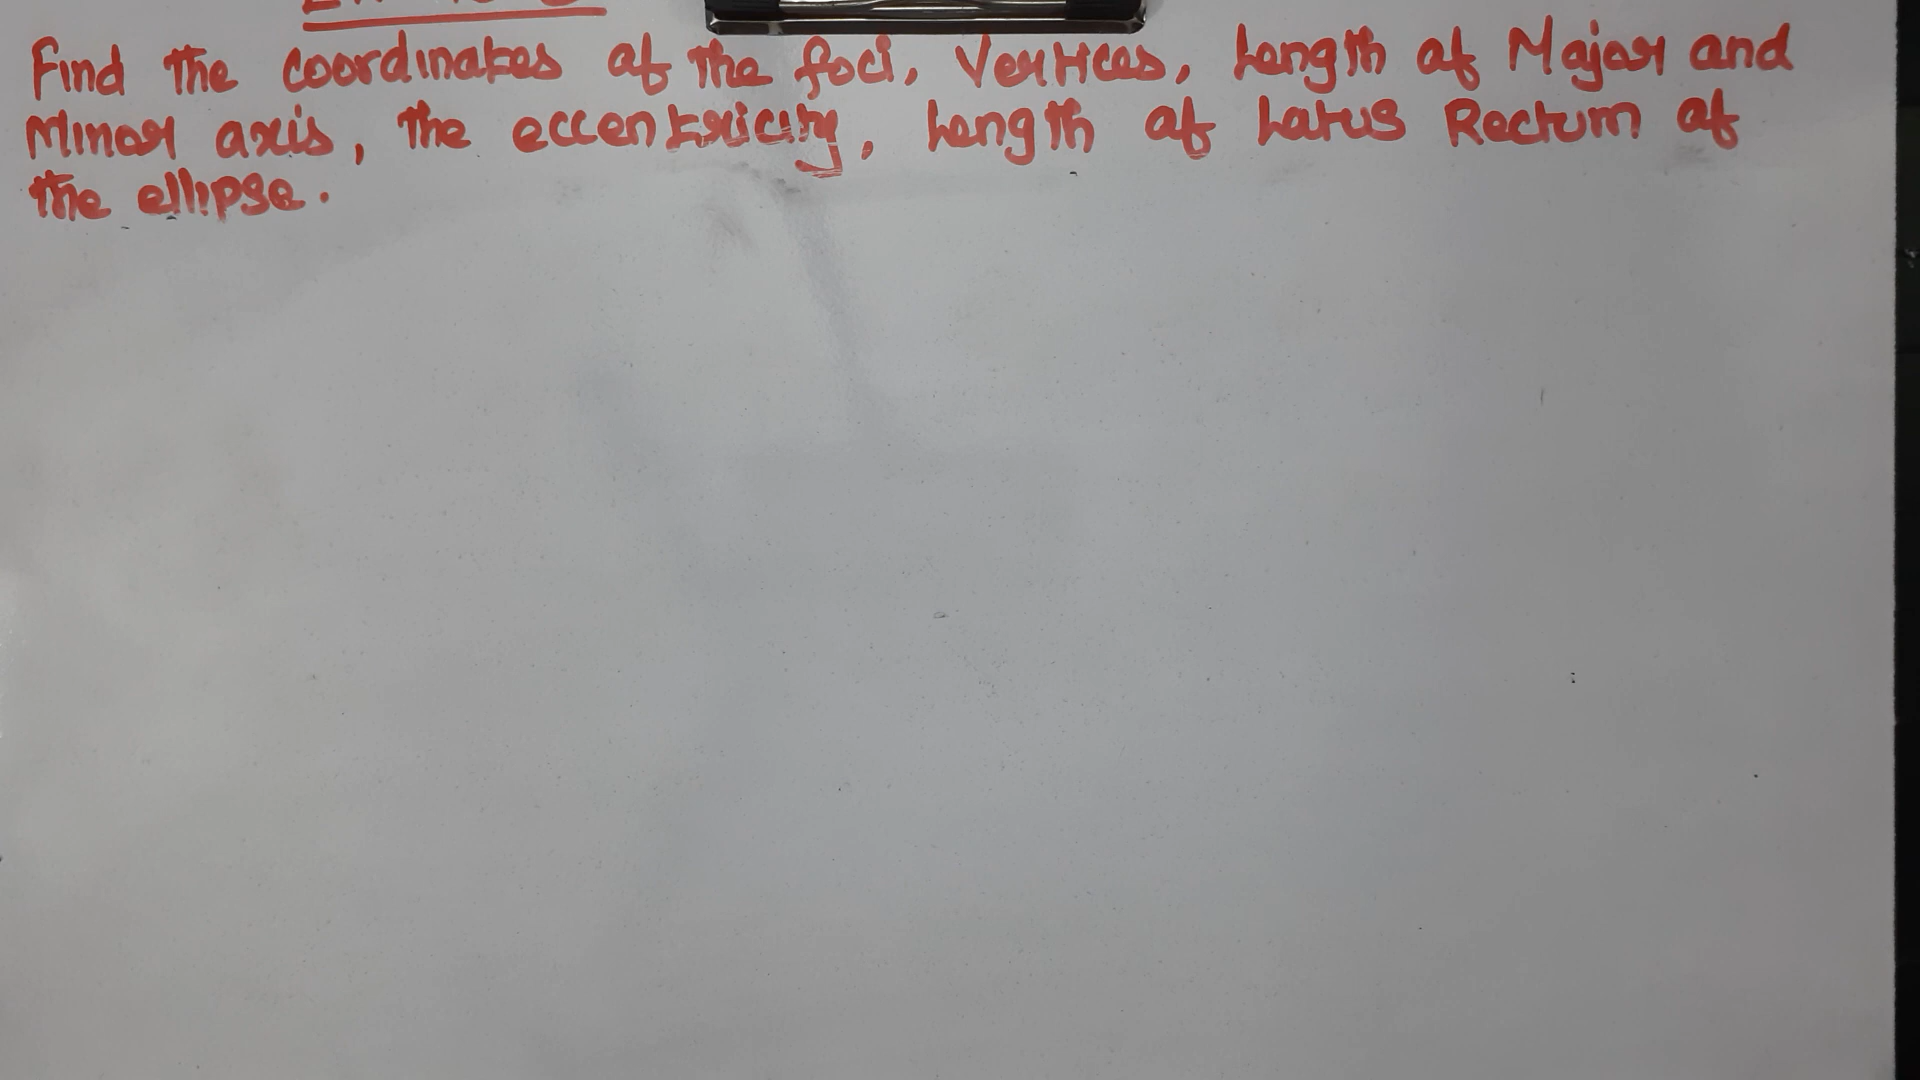 Find the coordinates of the foci, Vertices, Length of Major and
Minor axis, the eccentricity, Length of Latus Rectum of
the ellipse.